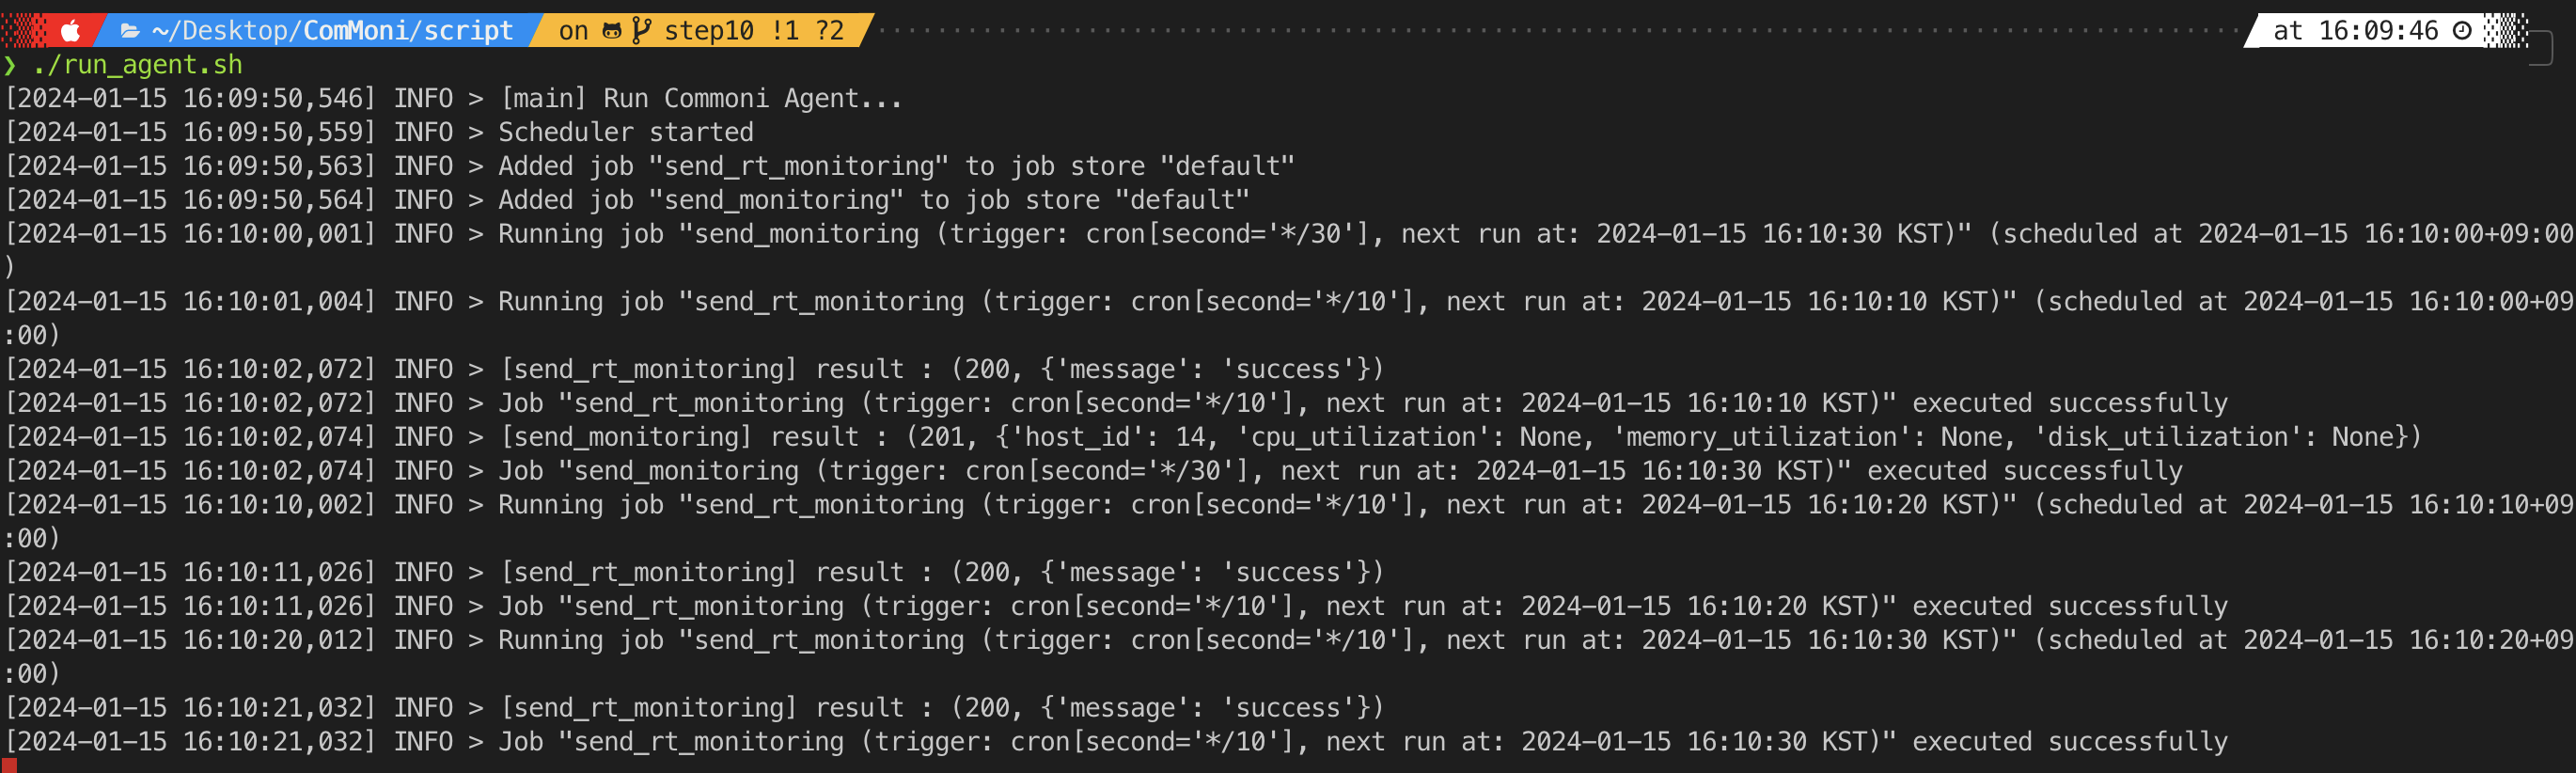 ~/Desktop/ComMoni/script on step10 !1 ?2 at 16:09:46
❯ ./run_agent.sh
[2024-01-15 16:09:50,546] INFO > [main] Run Commoni Agent...
[2024-01-15 16:09:50,559] INFO > Scheduler started
[2024-01-15 16:09:50,563] INFO > Added job "send_rt_monitoring" to job store "default"
[2024-01-15 16:09:50,564] INFO > Added job "send_monitoring" to job store "default"
[2024-01-15 16:10:00,001] INFO > Running job "send_monitoring (trigger: cron[second='*/30'], next run at: 2024-01-15 16:10:30 KST)" (scheduled at 2024-01-15 16:10:00+09:00
)
[2024-01-15 16:10:01,004] INFO > Running job "send_rt_monitoring (trigger: cron[second='*/10'], next run at: 2024-01-15 16:10:10 KST)" (scheduled at 2024-01-15 16:10:00+09
:00)
[2024-01-15 16:10:02,072] INFO > [send_rt_monitoring] result : (200, {'message': 'success'})
[2024-01-15 16:10:02,072] INFO > Job "send_rt_monitoring (trigger: cron[second='*/10'], next run at: 2024-01-15 16:10:10 KST)" executed successfully
[2024-01-15 16:10:02,074] INFO > [send_monitoring] result : (201, {'host_id': 14, 'cpu_utilization': None, 'memory_utilization': None, 'disk_utilization': None})
[2024-01-15 16:10:02,074] INFO > Job "send_monitoring (trigger: cron[second='*/30'], next run at: 2024-01-15 16:10:30 KST)" executed successfully
[2024-01-15 16:10:10,002] INFO > Running job "send_rt_monitoring (trigger: cron[second='*/10'], next run at: 2024-01-15 16:10:20 KST)" (scheduled at 2024-01-15 16:10:10+09
:00)
[2024-01-15 16:10:11,026] INFO > [send_rt_monitoring] result : (200, {'message': 'success'})
[2024-01-15 16:10:11,026] INFO > Job "send_rt_monitoring (trigger: cron[second='*/10'], next run at: 2024-01-15 16:10:20 KST)" executed successfully
[2024-01-15 16:10:20,012] INFO > Running job "send_rt_monitoring (trigger: cron[second='*/10'], next run at: 2024-01-15 16:10:30 KST)" (scheduled at 2024-01-15 16:10:20+09
:00)
[2024-01-15 16:10:21,032] INFO > [send_rt_monitoring] result : (200, {'message': 'success'})
[2024-01-15 16:10:21,032] INFO > Job "send_rt_monitoring (trigger: cron[second='*/10'], next run at: 2024-01-15 16:10:30 KST)" executed successfully